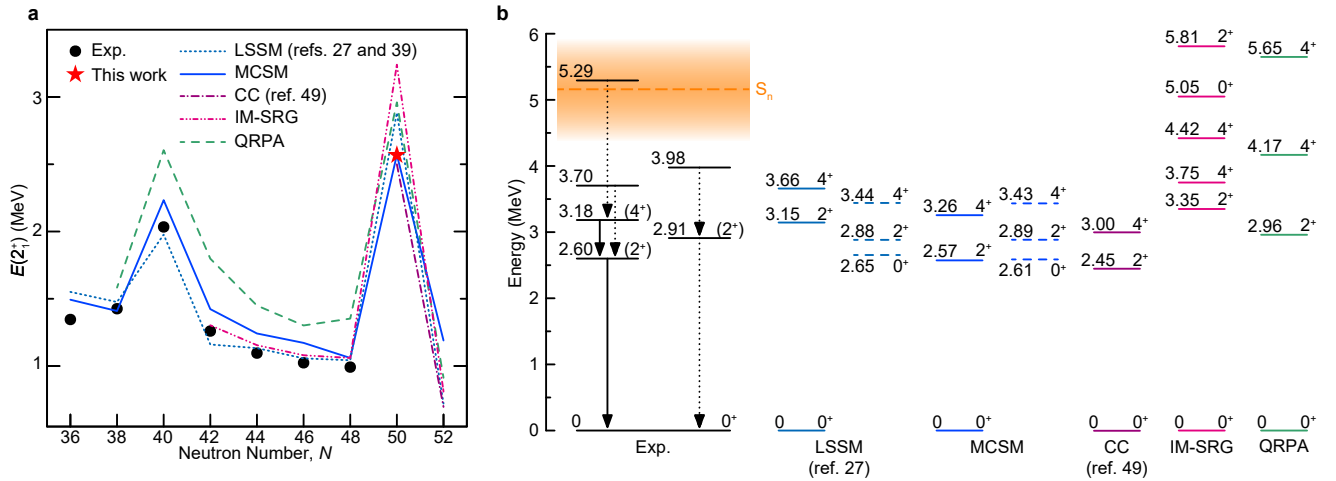 a
Exp.
This work
LSSM (refs. 27 and 39)
MCSM
CC (ref. 49)
IM-SRG
QRPA
E(2⁺₁) (MeV)
3
2
1
36 38 40 42 44 46 48 50 52
Neutron Number, N
b
Energy (MeV)
6
5
4
3
2
1
0
5.29
Sₙ
3.98
3.70
3.18 (4⁺)
2.91 (2⁺)
2.60 (2⁺)
0 0⁺
Exp.
3.66 4⁺
3.15 2⁺
3.44 4⁺
2.88 2⁺
2.65 0⁺
0 0⁺
LSSM
(ref. 27)
3.26 4⁺
2.57 2⁺
3.43 4⁺
2.89 2⁺
2.61 0⁺
0 0⁺
MCSM
3.00 4⁺
2.45 2⁺
0 0⁺
CC
(ref. 49)
5.81 2⁺
5.05 0⁺
4.42 4⁺
3.75 4⁺
3.35 2⁺
0 0⁺
IM-SRG
5.65 4⁺
4.17 4⁺
2.96 2⁺
0 0⁺
QRPA